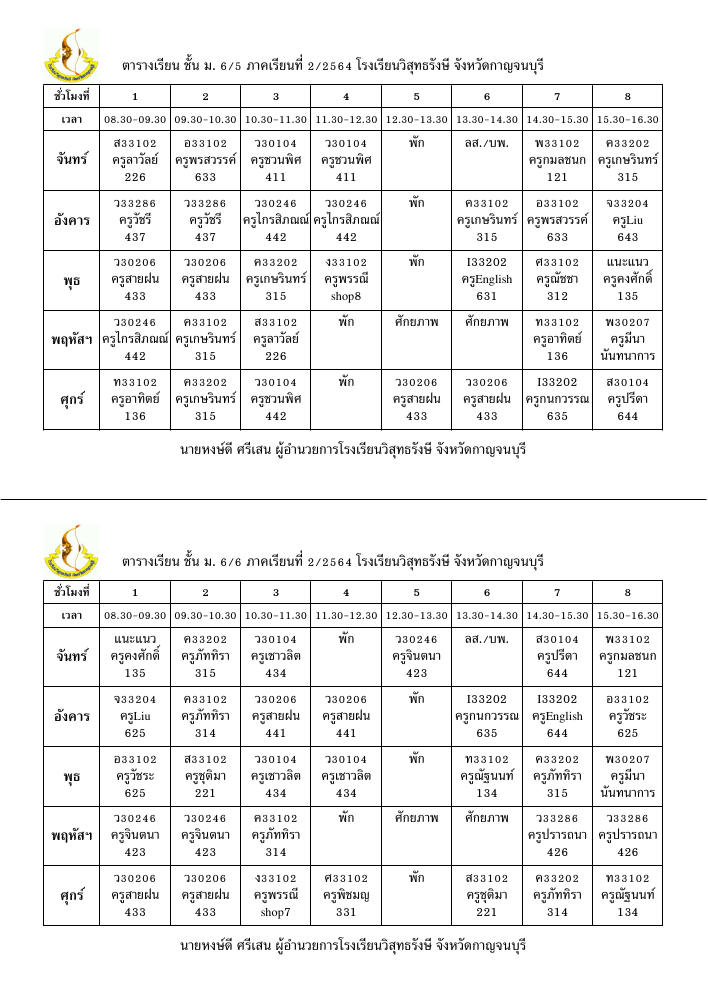 ตารางเรียน ชั้น ม. 6/5 ภาคเรียนที่ 2/2564 โรงเรียนวิสุทธรังษี จังหวัดกาญจนบุรี
ชั่วโมงที่ 1 2 3 4 5 6 7 8
เวลา 08.30-09.30 09.30-10.30 10.30-11.30 11.30-12.30 12.30-13.30 13.30-14.30 14.30-15.30 15.30-16.30
ส33102 อ33102 ว30104 ว30104 พัก ลส./บพ. พ33102 ค33202
จันทร์ ครูลาวัลย์ ครูพรสวรรค์ ครูชวนพิศ ครูชวนพิศ ครูกมลชนก ครูเกษรินทร์
226 633 411 411 121 315
ว33286 ว33286 ว30246 ว30246 พัก ค33102 อ33102 จ33204
อังคาร ครูวัชรี ครูวัชรี ครูไกรสิภณณ์ ครูไกรสิภณณ์ ครูเกษรินทร์ ครูพรสวรรค์ ครูLiu
437 437 442 442 315 633 643
ว30206 ว30206 ค33202 ง33102 พัก I33202 ศ33102 แนะแนว
พุธ ครูสายฝน ครูสายฝน ครูเกษรินทร์ ครูพรรณี ครูEnglish ครูณัชชา ครูคงศักดิ์
433 433 315 shop8 631 312 135
ว30246 ค33102 ส33102 พัก ศักยภาพ ศักยภาพ ท33102 พ30207
พฤหัสฯ ครูไกรสิภณณ์ ครูเกษรินทร์ ครูลาวัลย์ ครูอาทิตย์ ครูมีนา
442 315 226 136 นันทนาการ
ท33102 ค33202 ว30104 พัก ว30206 ว30206 I33202 ส30104
ศุกร์ ครูอาทิตย์ ครูเกษรินทร์ ครูชวนพิศ ครูสายฝน ครูสายฝน ครูกนกวรรณ ครูปรีดา
136 315 442 433 433 635 644
นายหงษ์ดี ศรีเสน ผู้อำนวยการโรงเรียนวิสุทธรังษี จังหวัดกาญจนบุรี
ตารางเรียน ชั้น ม. 6/6 ภาคเรียนที่ 2/2564 โรงเรียนวิสุทธรังษี จังหวัดกาญจนบุรี
ชั่วโมงที่ 1 2 3 4 5 6 7 8
เวลา 08.30-09.30 09.30-10.30 10.30-11.30 11.30-12.30 12.30-13.30 13.30-14.30 14.30-15.30 15.30-16.30
แนะแนว ค33202 ว30104 พัก ว30246 ลส./บพ. ส30104 พ33102
จันทร์ ครูคงศักดิ์ ครูภัททิรา ครูเชาวลิต ครูจินตนา ครูปรีดา ครูกมลชนก
135 315 434 423 644 121
จ33204 ค33102 ว30206 ว30206 พัก I33202 I33202 อ33102
อังคาร ครูLiu ครูภัททิรา ครูสายฝน ครูสายฝน ครูกนกวรรณ ครูEnglish ครูวัชระ
625 314 441 441 635 644 625
อ33102 ส33102 ว30104 ว30104 พัก ท33102 ค33202 พ30207
พุธ ครูวัชระ ครูชุติมา ครูเชาวลิต ครูเชาวลิต ครูณัฐนนท์ ครูภัททิรา ครูมีนา
625 221 434 434 134 315 นันทนาการ
ว30246 ว30246 ค33102 พัก ศักยภาพ ศักยภาพ ว33286 ว33286
พฤหัสฯ ครูจินตนา ครูจินตนา ครูภัททิรา ครูปรารถนา ครูปรารถนา
423 423 314 426 426
ว30206 ว30206 ง33102 ศ33102 พัก ส33102 ค33202 ท33102
ศุกร์ ครูสายฝน ครูสายฝน ครูพรรณี ครูพิชมญ ครูชุติมา ครูภัททิรา ครูณัฐนนท์
433 433 shop7 331 221 314 134
นายหงษ์ดี ศรีเสน ผู้อำนวยการโรงเรียนวิสุทธรังษี จังหวัดกาญจนบุรี